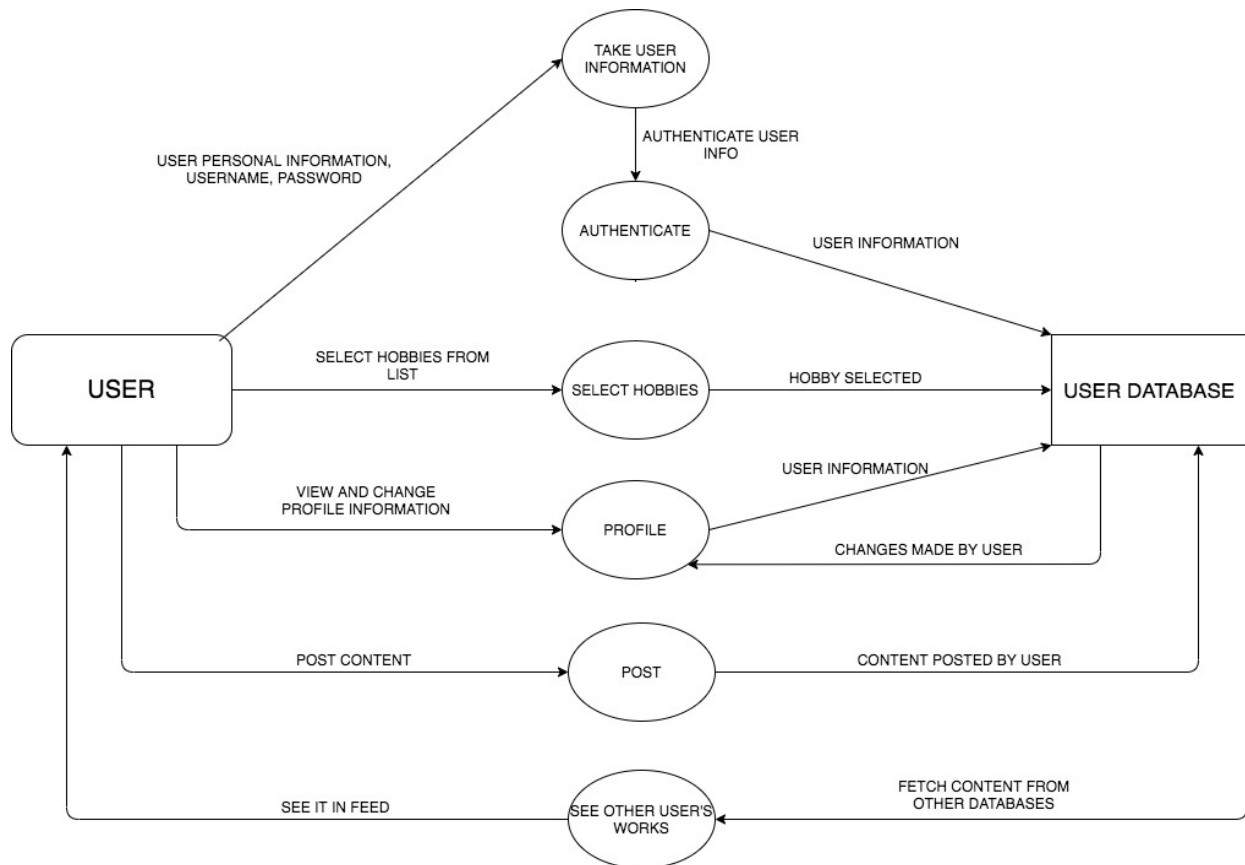 TAKE USER
INFORMATION
AUTHENTICATE USER
INFO
USER PERSONAL INFORMATION,
USERNAME, PASSWORD
AUTHENTICATE
USER INFORMATION
USER
SELECT HOBBIES FROM
LIST
SELECT HOBBIES
HOBBY SELECTED
USER DATABASE
USER INFORMATION
VIEW AND CHANGE
PROFILE INFORMATION
PROFILE
CHANGES MADE BY USER
POST CONTENT
POST
CONTENT POSTED BY USER
SEE IT IN FEED
SEE OTHER USER'S
WORKS
FETCH CONTENT FROM
OTHER DATABASES